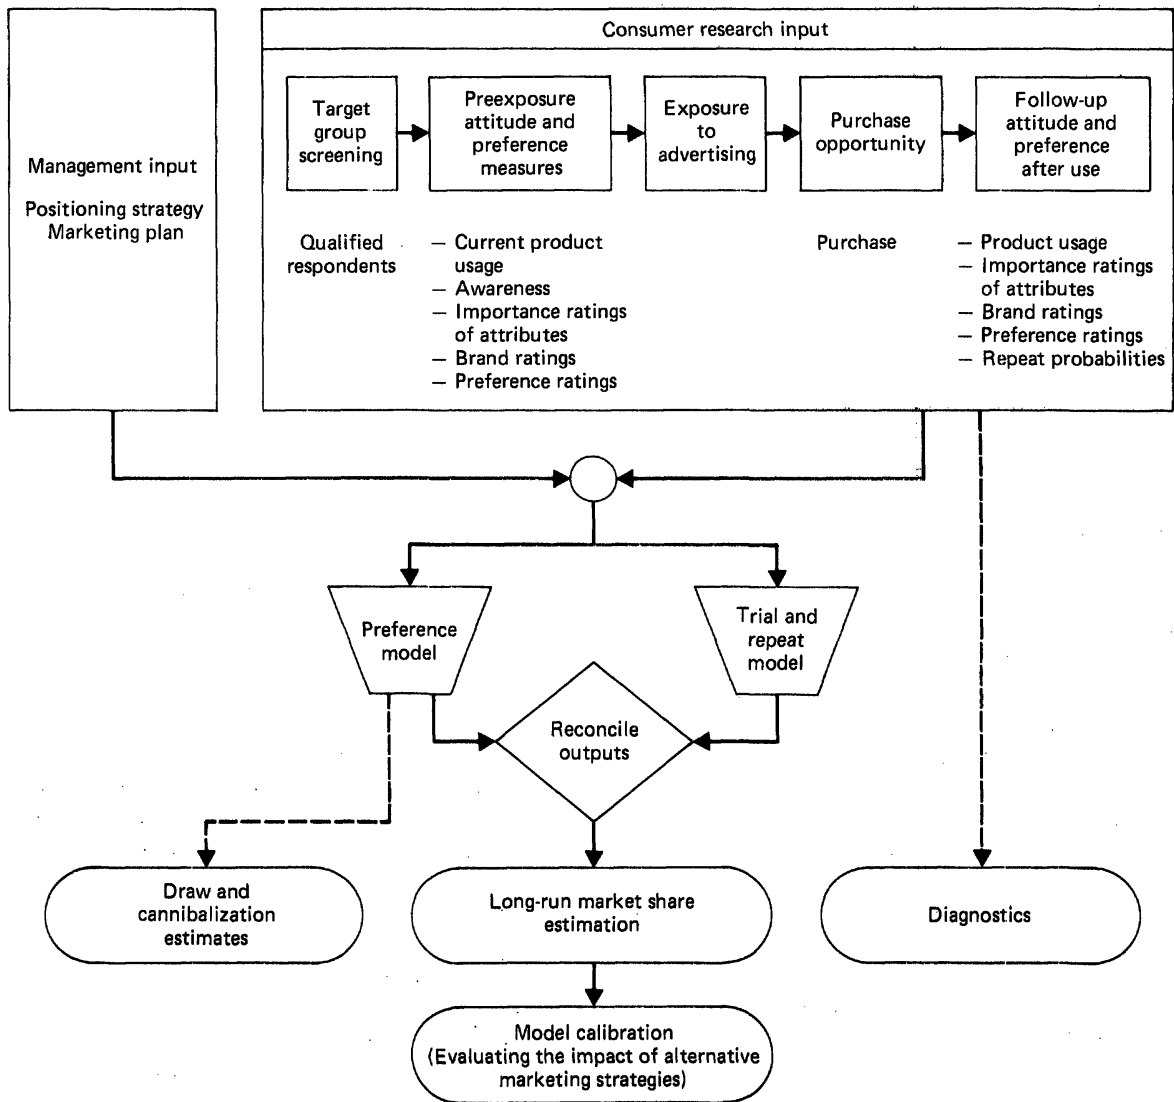 Consumer research input
Management input
Positioning strategy
Marketing plan
Target
group
screening
Preexposure
attitude and
preference
measures
Exposure
to
advertising
Purchase
opportunity
Follow-up
attitude and
preference
after use
Qualified
respondents
— Current product
usage
— Awareness
— Importance ratings
of attributes
— Brand ratings
— Preference ratings
Purchase
— Product usage
— Importance ratings
of attributes
— Brand ratings
— Preference ratings
— Repeat probabilities
Preference
model
Trial and
repeat
model
Reconcile
outputs
Draw and
cannibalization
estimates
Long-run market share
estimation
Diagnostics
Model calibration
(Evaluating the impact of alternative
marketing strategies)